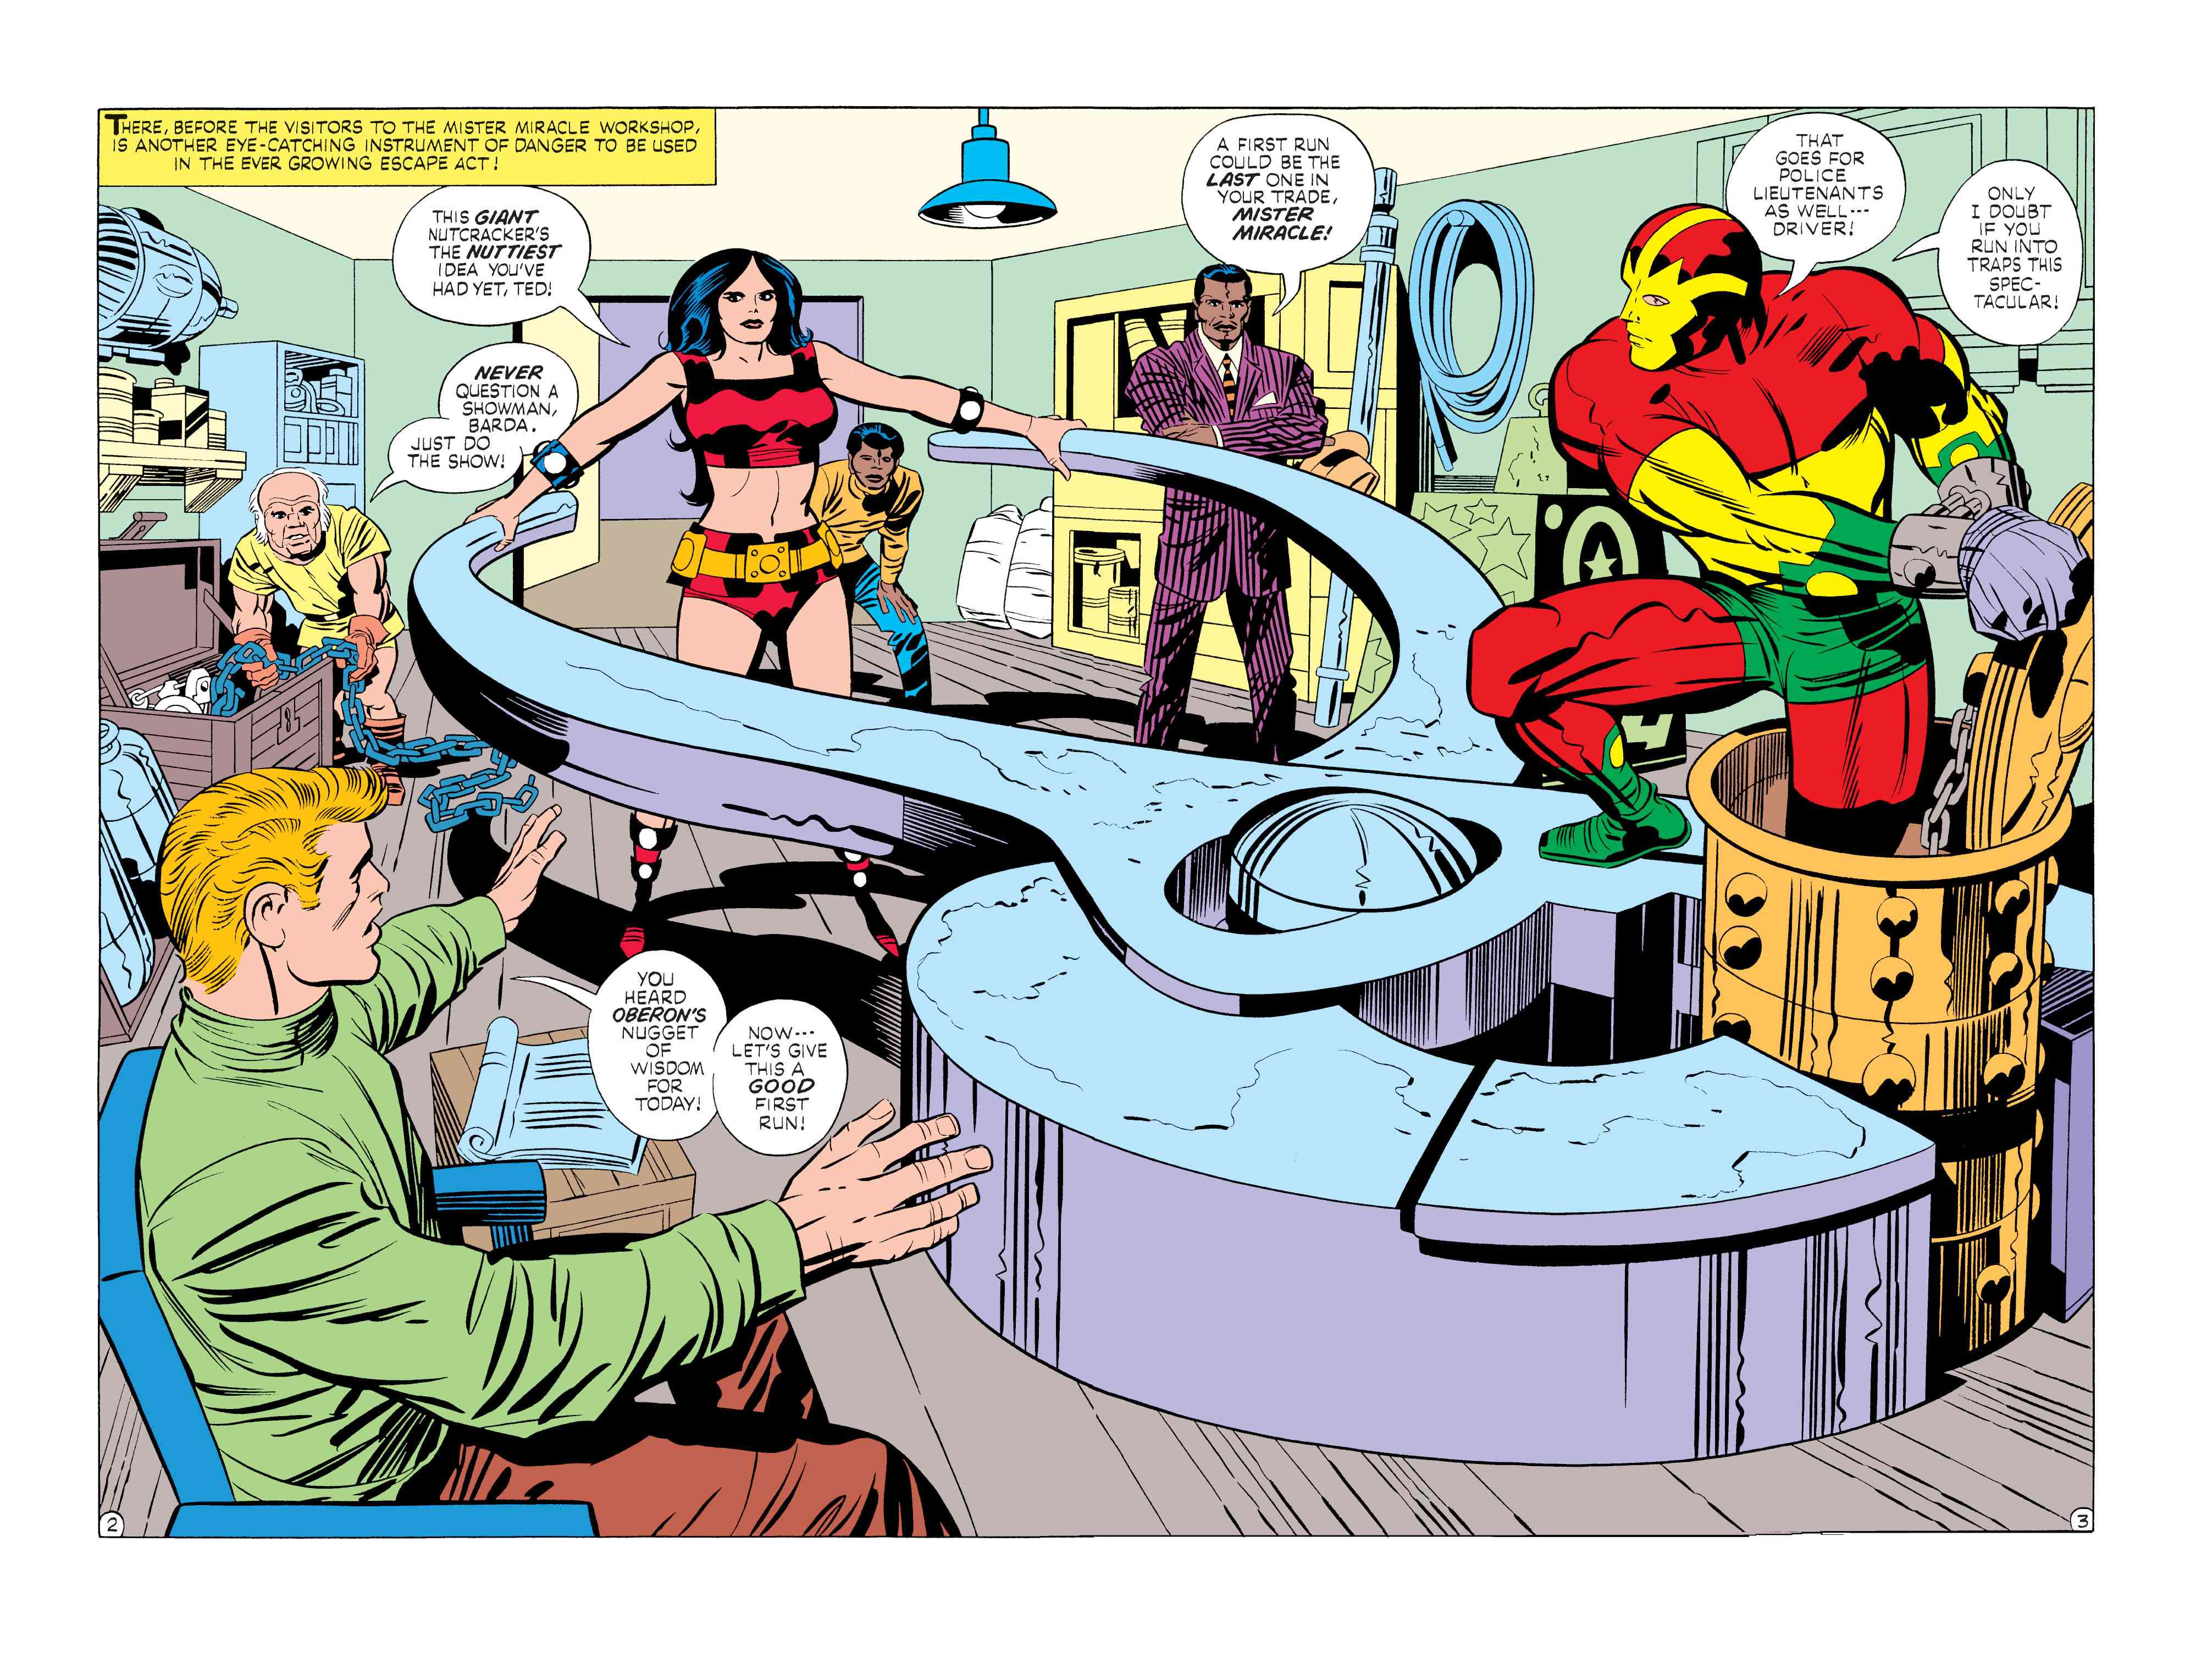 THERE, BEFORE THE VISITORS TO THE MISTER MIRACLE WORKSHOP,
IS ANOTHER EYE-CATCHING INSTRUMENT OF DANGER TO BE USED
IN THE EVER GROWING ESCAPE ACT!
THIS GIANT
NUTCRACKER'S
THE NUTTIEST
IDEA YOU'VE
HAD YET, TED!
NEVER
QUESTION A
SHOWMAN,
BARDA.
JUST DO
THE SHOW!
A FIRST RUN
COULD BE THE
LAST ONE IN
YOUR TRADE,
MISTER
MIRACLE!
THAT
GOES FOR
POLICE
LIEUTENANTS
AS WELL---
DRIVER!
ONLY
I DOUBT
IF YOU
RUN INTO
TRAPS THIS
SPEC-
TACULAR!
YOU
HEARD
OBERON'S
NUGGET
OF
WISDOM
FOR
TODAY!
NOW---
LET'S GIVE
THIS A
GOOD
FIRST
RUN!
2
3